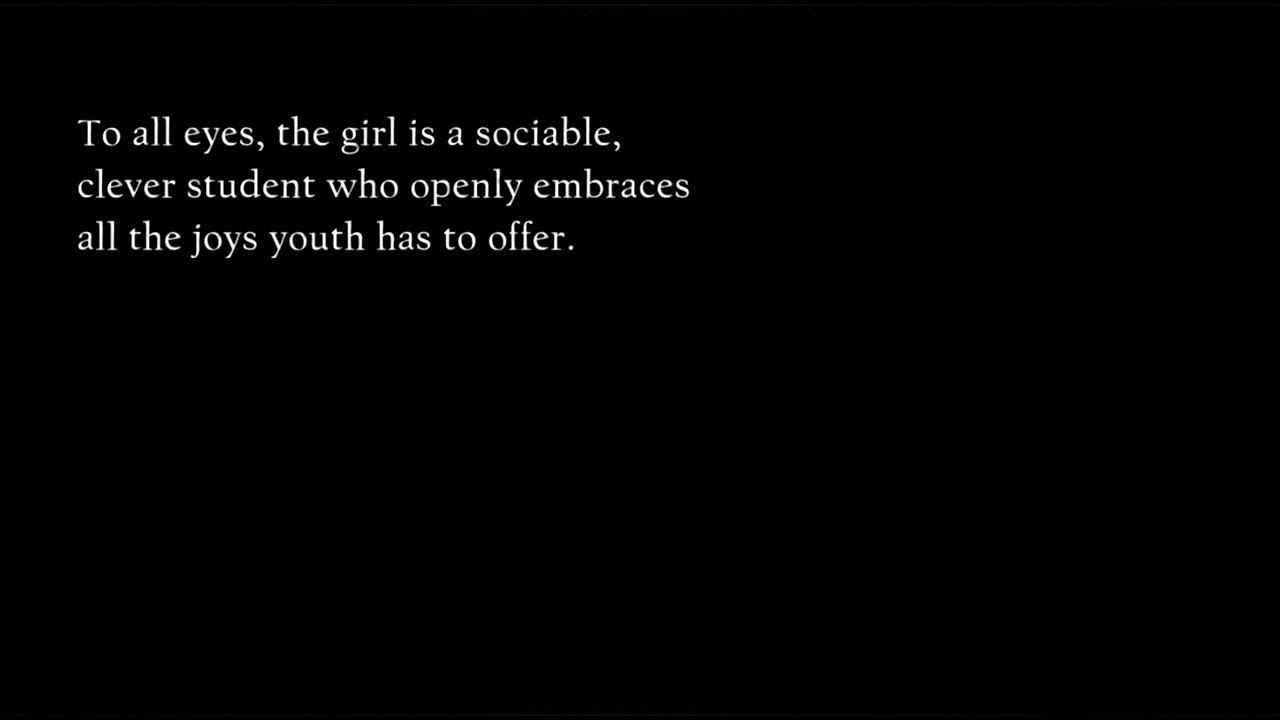 To all eyes, the girl is a sociable,
clever student who openly embraces
all the joys youth has to offer.